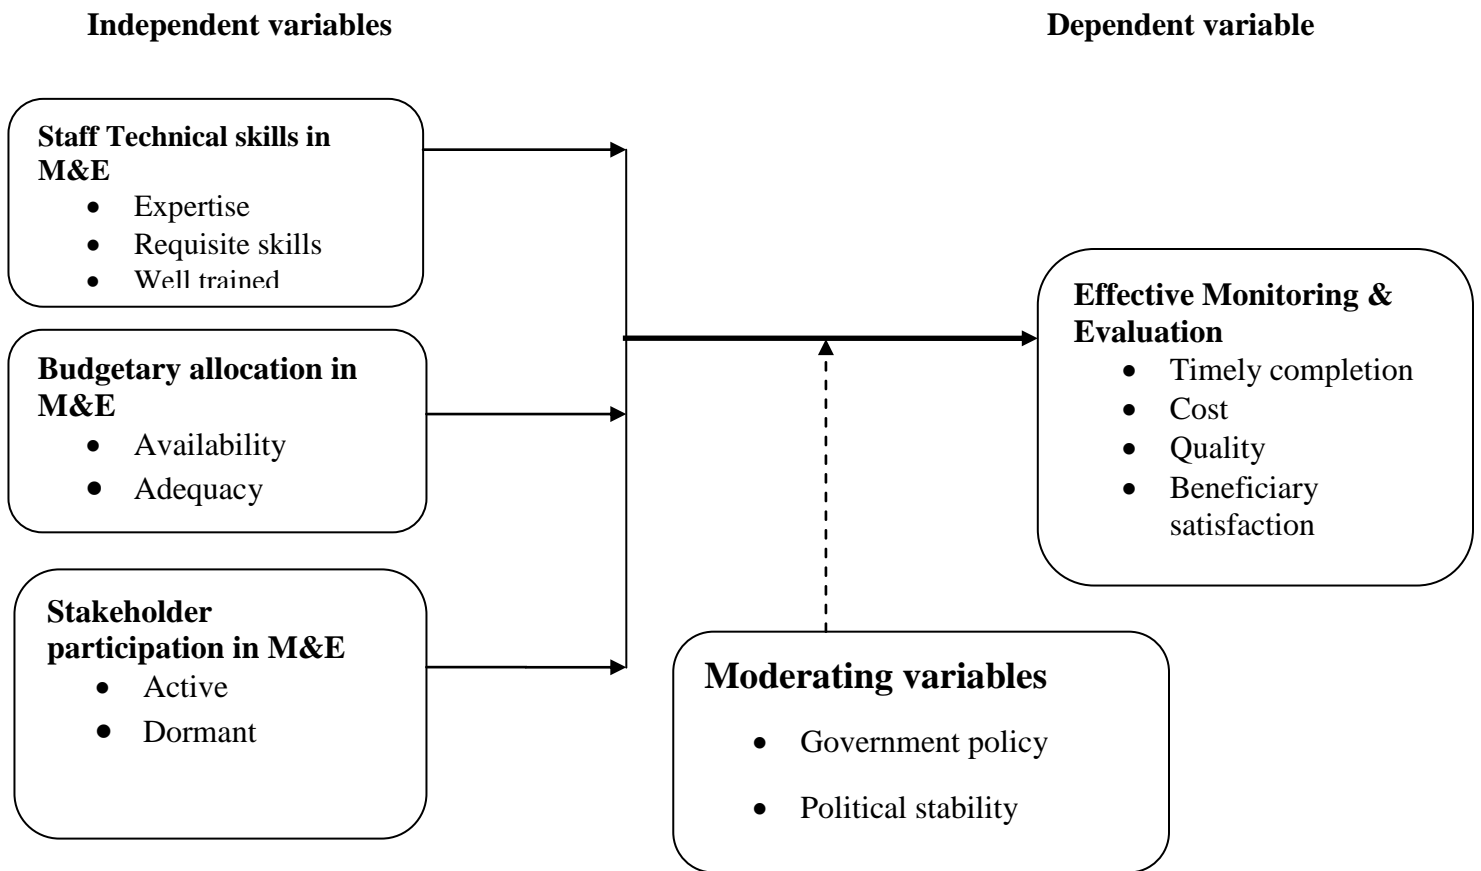 Independent variables
Dependent variable
Staff Technical skills in
M&E
• Expertise
• Requisite skills
• Well trained
Budgetary allocation in
M&E
• Availability
• Adequacy
Stakeholder
participation in M&E
• Active
• Dormant
Effective Monitoring &
Evaluation
• Timely completion
• Cost
• Quality
• Beneficiary
satisfaction
Moderating variables
• Government policy
• Political stability